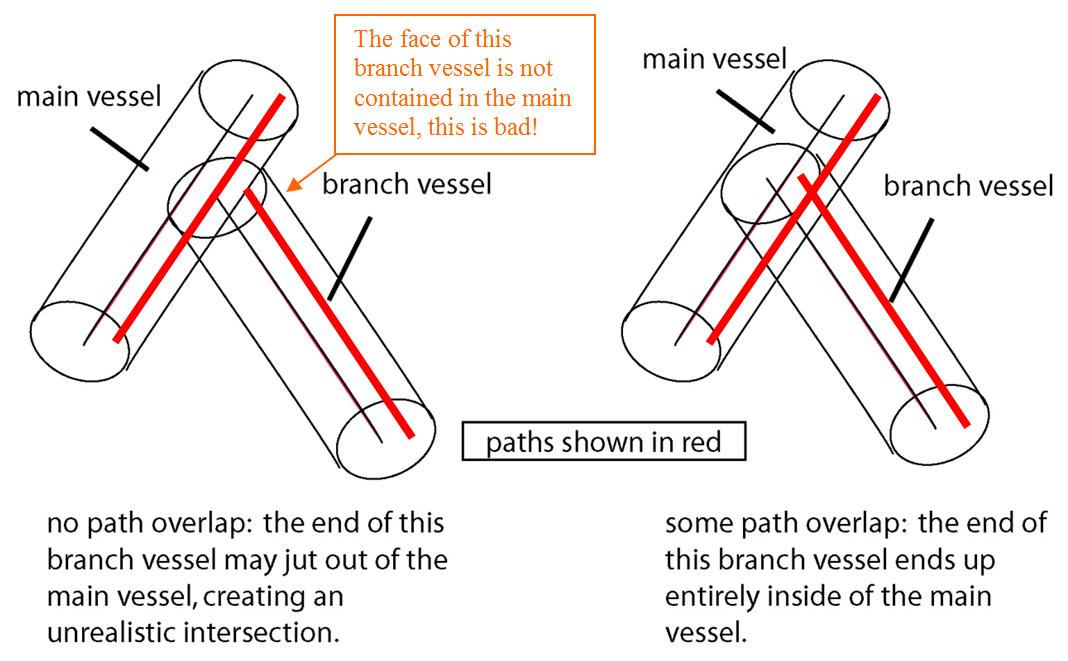 The face of this
branch vessel is not
contained in the main
vessel, this is bad!
main vessel
branch vessel
main vessel
branch vessel
paths shown in red
no path overlap: the end of this
branch vessel may jut out of the
main vessel, creating an
unrealistic intersection.
some path overlap: the end of
this branch vessel ends up
entirely inside of the main
vessel.